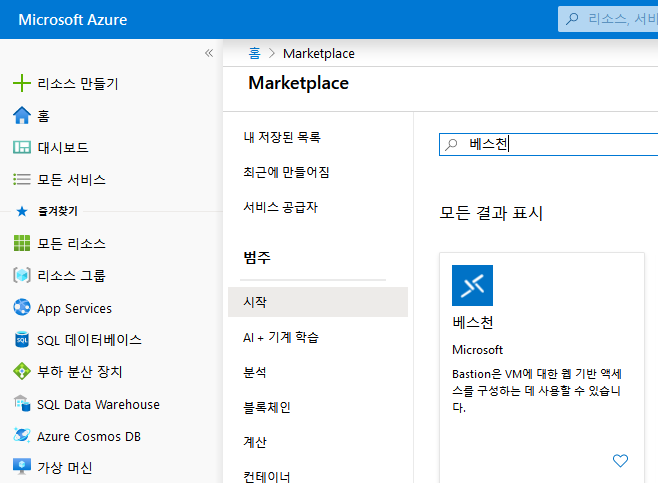 Microsoft Azure
리소스, 서비
«
홈 > Marketplace
Marketplace
리소스 만들기
홈
대시보드
모든 서비스
즐겨찾기
모든 리소스
리소스 그룹
App Services
SQL 데이터베이스
부하 분산 장치
SQL Data Warehouse
Azure Cosmos DB
가상 머신
내 저장된 목록
최근에 만들어짐
서비스 공급자
범주
시작
AI + 기계 학습
분석
블록체인
계산
컨테이너
베스천
모든 결과 표시
베스천
Microsoft
Bastion은 VM에 대한 웹 기반 액세
스를 구성하는 데 사용할 수 있습니
다.